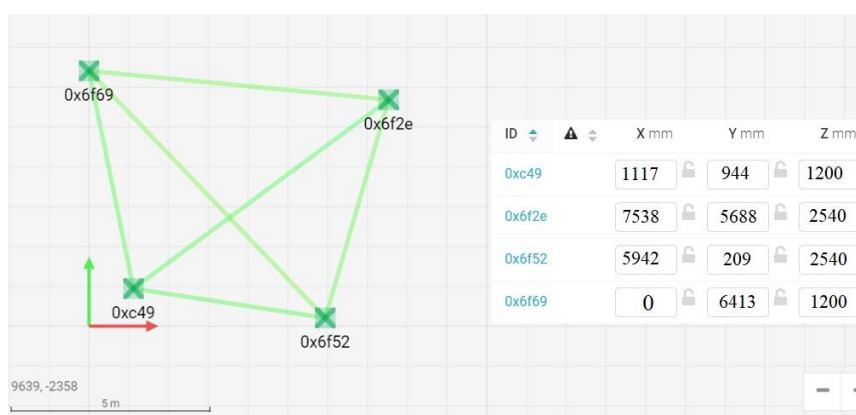 0x6f69
0x6f2e
0xc49
0x6f52
9639, -2358
5 m
ID X mm Y mm Z mm
0xc49 1117 944 1200
0x6f2e 7538 5688 2540
0x6f52 5942 209 2540
0x6f69 0 6413 1200